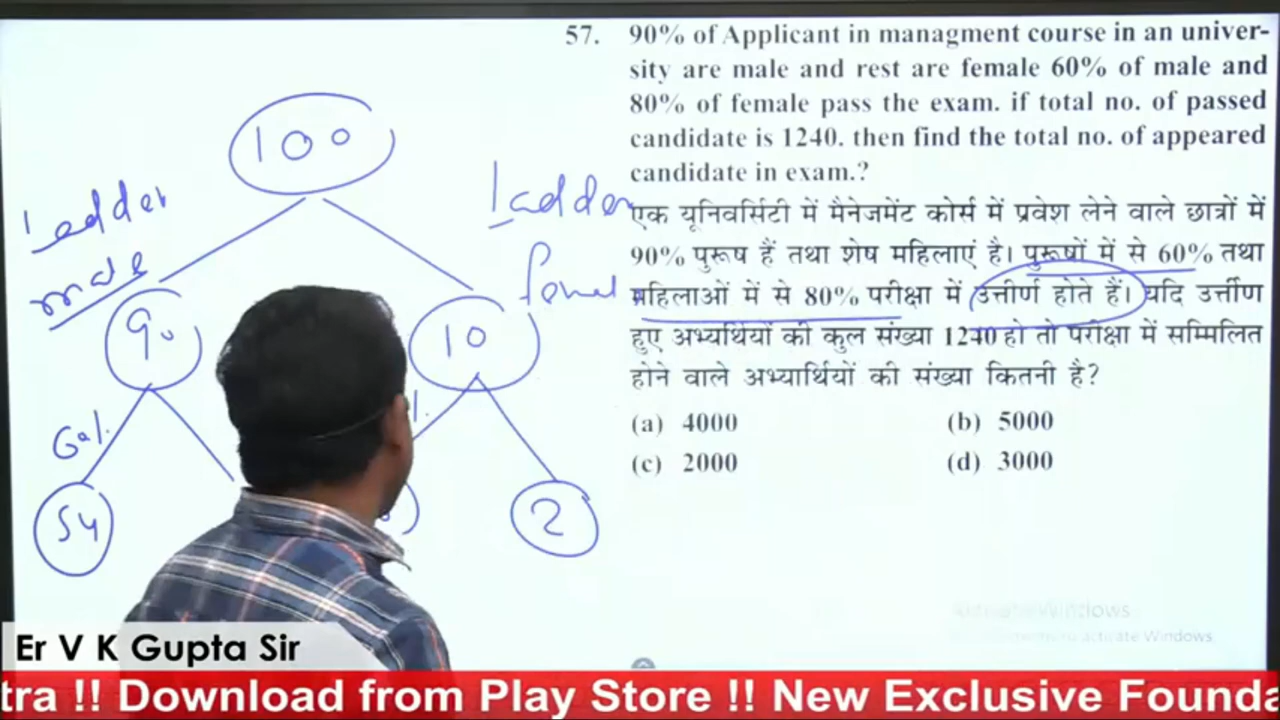 57. 90% of Applicant in managment course in an univer-
sity are male and rest are female 60% of male and
80% of female pass the exam. if total no. of passed
candidate is 1240. then find the total no. of appeared
candidate in exam.?
एक यूनिवर्सिटी में मैनेजमेंट कोर्स में प्रवेश लेने वाले छात्रों में
90% पुरूष हैं तथा शेष महिलाएं है। पुरूषों में से 60% तथा
महिलाओं में से 80% परीक्षा में उत्तीर्ण होते हैं। यदि उर्त्तीण
हुए अभ्यर्थियों की कुल संख्या 1240 हो तो परीक्षा में सम्मिलित
होने वाले अभ्यार्थियों की संख्या कितनी है?
(a) 4000 (b) 5000
(c) 2000 (d) 3000
100
Ladder
male
Ladder
90
10
60%
54
2
Er V K Gupta Sir
tra !! Download from Play Store !! New Exclusive Founda